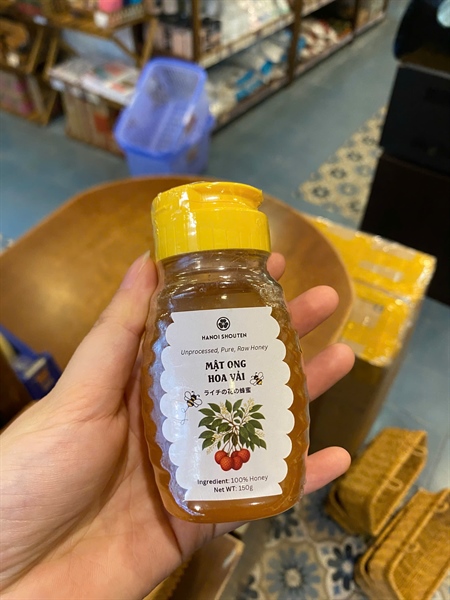 HANOI SHOUTEN
Unprocessed, Pure, Raw Honey
MẬT ONG
HOA VẢI
ライチの花の蜂蜜
Ingredient: 100% Honey
Net WT: 150g